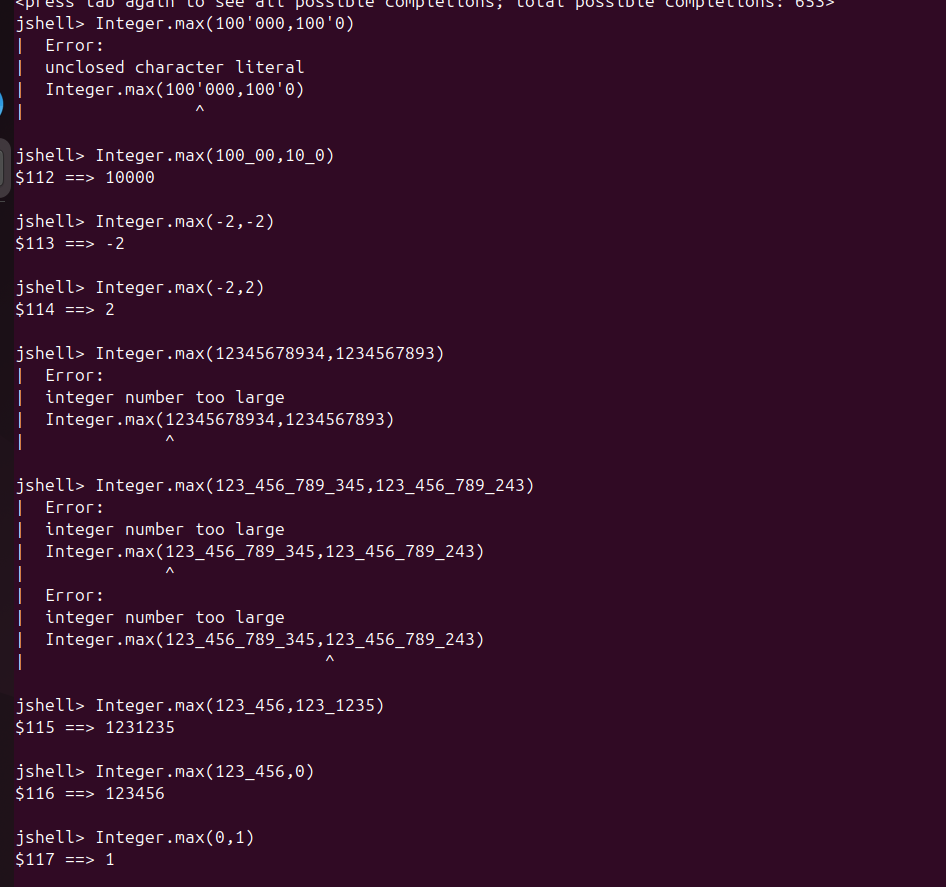 <press tab again to see all possible completions; total possible completions: 653>
jshell> Integer.max(100'000,100'0)
|  Error:
|  unclosed character literal
|  Integer.max(100'000,100'0)
|                 ^
jshell> Integer.max(100_00,10_0)
$112 ==> 10000
jshell> Integer.max(-2,-2)
$113 ==> -2
jshell> Integer.max(-2,2)
$114 ==> 2
jshell> Integer.max(12345678934,1234567893)
|  Error:
|  integer number too large
|  Integer.max(12345678934,1234567893)
|              ^
jshell> Integer.max(123_456_789_345,123_456_789_243)
|  Error:
|  integer number too large
|  Integer.max(123_456_789_345,123_456_789_243)
|              ^
|  Error:
|  integer number too large
|  Integer.max(123_456_789_345,123_456_789_243)
|                              ^
jshell> Integer.max(123_456,123_1235)
$115 ==> 1231235
jshell> Integer.max(123_456,0)
$116 ==> 123456
jshell> Integer.max(0,1)
$117 ==> 1